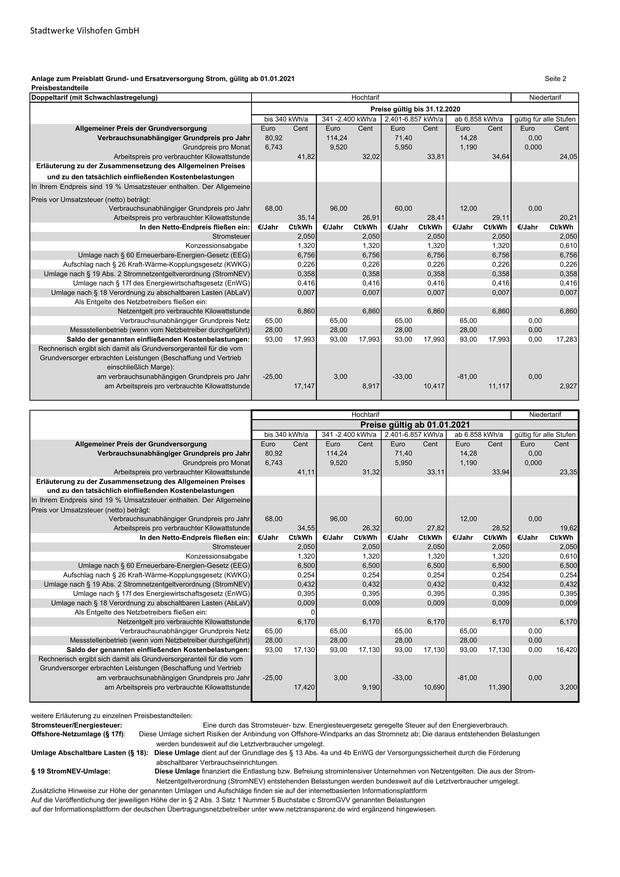 Stadtwerke Vilshofen GmbH
Anlage zum Preisblatt Grund- und Ersatzversorgung Strom, gülitg ab 01.01.2021 Seite 2
Preisbestandteile
Doppeltarif (mit Schwachlastregelung) Hochtarif Niedertarif
Preise gültig bis 31.12.2020
bis 340 kWh/a 341 -2.400 kWh/a 2.401-6.857 kWh/a ab 6.858 kWh/a gültig für alle Stufen
Allgemeiner Preis der Grundversorgung Euro Cent Euro Cent Euro Cent Euro Cent Euro Cent
Verbrauchsunabhängiger Grundpreis pro Jahr 80,92 114,24 71,40 14,28 0,00
Grundpreis pro Monat 6,743 9,520 5,950 1,190 0,000
Arbeitspreis pro verbrauchter Kilowattstunde 41,82 32,02 33,81 34,64 24,05
Erläuterung zu der Zusammensetzung des Allgemeinen Preises
und zu den tatsächlich einfließenden Kostenbelastungen
In Ihrem Endpreis sind 19 % Umsatzsteuer enthalten. Der Allgemeine
Preis vor Umsatzsteuer (netto) beträgt:
Verbrauchsunabhängiger Grundpreis pro Jahr 68,00 96,00 60,00 12,00 0,00
Arbeitspreis pro verbrauchter Kilowattstunde 35,14 26,91 28,41 29,11 20,21
In den Netto-Endpreis fließen ein: €/Jahr Ct/kWh €/Jahr Ct/kWh €/Jahr Ct/kWh €/Jahr Ct/kWh €/Jahr Ct/kWh
Stromsteuer 2,050 2,050 2,050 2,050 2,050
Konzessionsabgabe 1,320 1,320 1,320 1,320 0,610
Umlage nach § 60 Erneuerbare-Energien-Gesetz (EEG) 6,756 6,756 6,756 6,756 6,756
Aufschlag nach § 26 Kraft-Wärme-Kopplungsgesetz (KWKG) 0,226 0,226 0,226 0,226 0,226
Umlage nach § 19 Abs. 2 Stromnetzentgeltverordnung (StromNEV) 0,358 0,358 0,358 0,358 0,358
Umlage nach § 17f des Energiewirtschaftsgesetz (EnWG) 0,416 0,416 0,416 0,416 0,416
Umlage nach § 18 Verordnung zu abschaltbaren Lasten (AbLaV) 0,007 0,007 0,007 0,007 0,007
Als Entgelte des Netzbetreibers fließen ein:
Netzentgelt pro verbrauchte Kilowattstunde 6,860 6,860 6,860 6,860 6,860
Verbrauchsunabhängiger Grundpreis Netz 65,00 65,00 65,00 65,00 0,00
Messstellenbetrieb (wenn vom Netzbetreiber durchgeführt) 28,00 28,00 28,00 28,00 0,00
Saldo der genannten einfließenden Kostenbelastungen: 93,00 17,993 93,00 17,993 93,00 17,993 93,00 17,993 0,00 17,283
Rechnerisch ergibt sich damit als Grundversorgeranteil für die vom
Grundversorger erbrachten Leistungen (Beschaffung und Vertrieb
einschließlich Marge):
am verbrauchsunabhängigen Grundpreis pro Jahr -25,00 3,00 -33,00 -81,00 0,00
am Arbeitspreis pro verbrauchte Kilowattstunde 17,147 8,917 10,417 11,117 2,927
Hochtarif Niedertarif
Preise gültig ab 01.01.2021
bis 340 kWh/a 341 -2.400 kWh/a 2.401-6.857 kWh/a ab 6.858 kWh/a gültig für alle Stufen
Allgemeiner Preis der Grundversorgung Euro Cent Euro Cent Euro Cent Euro Cent Euro Cent
Verbrauchsunabhängiger Grundpreis pro Jahr 80,92 114,24 71,40 14,28 0,00
Grundpreis pro Monat 6,743 9,520 5,950 1,190 0,000
Arbeitspreis pro verbrauchter Kilowattstunde 41,11 31,32 33,11 33,94 23,35
Erläuterung zu der Zusammensetzung des Allgemeinen Preises
und zu den tatsächlich einfließenden Kostenbelastungen
In Ihrem Endpreis sind 19 % Umsatzsteuer enthalten. Der Allgemeine
Preis vor Umsatzsteuer (netto) beträgt:
Verbrauchsunabhängiger Grundpreis pro Jahr 68,00 96,00 60,00 12,00 0,00
Arbeitspreis pro verbrauchter Kilowattstunde 34,55 26,32 27,82 28,52 19,62
In den Netto-Endpreis fließen ein: €/Jahr Ct/kWh €/Jahr Ct/kWh €/Jahr Ct/kWh €/Jahr Ct/kWh €/Jahr Ct/kWh
Stromsteuer 2,050 2,050 2,050 2,050 2,050
Konzessionsabgabe 1,320 1,320 1,320 1,320 0,610
Umlage nach § 60 Erneuerbare-Energien-Gesetz (EEG) 6,500 6,500 6,500 6,500 6,500
Aufschlag nach § 26 Kraft-Wärme-Kopplungsgesetz (KWKG) 0,254 0,254 0,254 0,254 0,254
Umlage nach § 19 Abs. 2 Stromnetzentgeltverordnung (StromNEV) 0,432 0,432 0,432 0,432 0,432
Umlage nach § 17f des Energiewirtschaftsgesetz (EnWG) 0,395 0,395 0,395 0,395 0,395
Umlage nach § 18 Verordnung zu abschaltbaren Lasten (AbLaV) 0,009 0,009 0,009 0,009 0,009
Als Entgelte des Netzbetreibers fließen ein: 0
Netzentgelt pro verbrauchte Kilowattstunde 6,170 6,170 6,170 6,170 6,170
Verbrauchsunabhängiger Grundpreis Netz 65,00 65,00 65,00 65,00 0,00
Messstellenbetrieb (wenn vom Netzbetreiber durchgeführt) 28,00 28,00 28,00 28,00 0,00
Saldo der genannten einfließenden Kostenbelastungen: 93,00 17,130 93,00 17,130 93,00 17,130 93,00 17,130 0,00 16,420
Rechnerisch ergibt sich damit als Grundversorgeranteil für die vom
Grundversorger erbrachten Leistungen (Beschaffung und Vertrieb
am verbrauchsunabhängigen Grundpreis pro Jahr -25,00 3,00 -33,00 -81,00 0,00
am Arbeitspreis pro verbrauchte Kilowattstunde 17,420 9,190 10,690 11,390 3,200
weitere Erläuterung zu einzelnen Preisbestandteilen:
Stromsteuer/Energiesteuer: Eine durch das Stromsteuer- bzw. Energiesteuergesetz geregelte Steuer auf den Energieverbrauch.
Offshore-Netzumlage (§ 17f): Diese Umlage sichert Risiken der Anbindung von Offshore-Windparks an das Stromnetz ab; Die daraus entstehenden Belastungen
werden bundesweit auf die Letztverbraucher umgelegt.
Umlage Abschaltbare Lasten (§ 18): Diese Umlage dient auf der Grundlage des § 13 Abs. 4a und 4b EnWG der Versorgungssicherheit durch die Förderung
abschaltbarer Verbrauchseinrichtungen.
§ 19 StromNEV-Umlage: Diese Umlage finanziert die Entlastung bzw. Befreiung stromintensiver Unternehmen von Netzentgelten. Die aus der Strom-
Netzentgeltverordnung (StromNEV) entstehenden Belastungen werden bundesweit auf die Letztverbraucher umgelegt.
Zusätzliche Hinweise zur Höhe der genannten Umlagen und Aufschläge finden sie auf der internetbasierten Informationsplattform
Auf die Veröffentlichung der jeweiligen Höhe der in § 2 Abs. 3 Satz 1 Nummer 5 Buchstabe c StromGVV genannten Belastungen
auf der Informationsplattform der deutschen Übertragungsnetzbetreiber unter www.netztransparenz.de wird ergänzend hingewiesen.